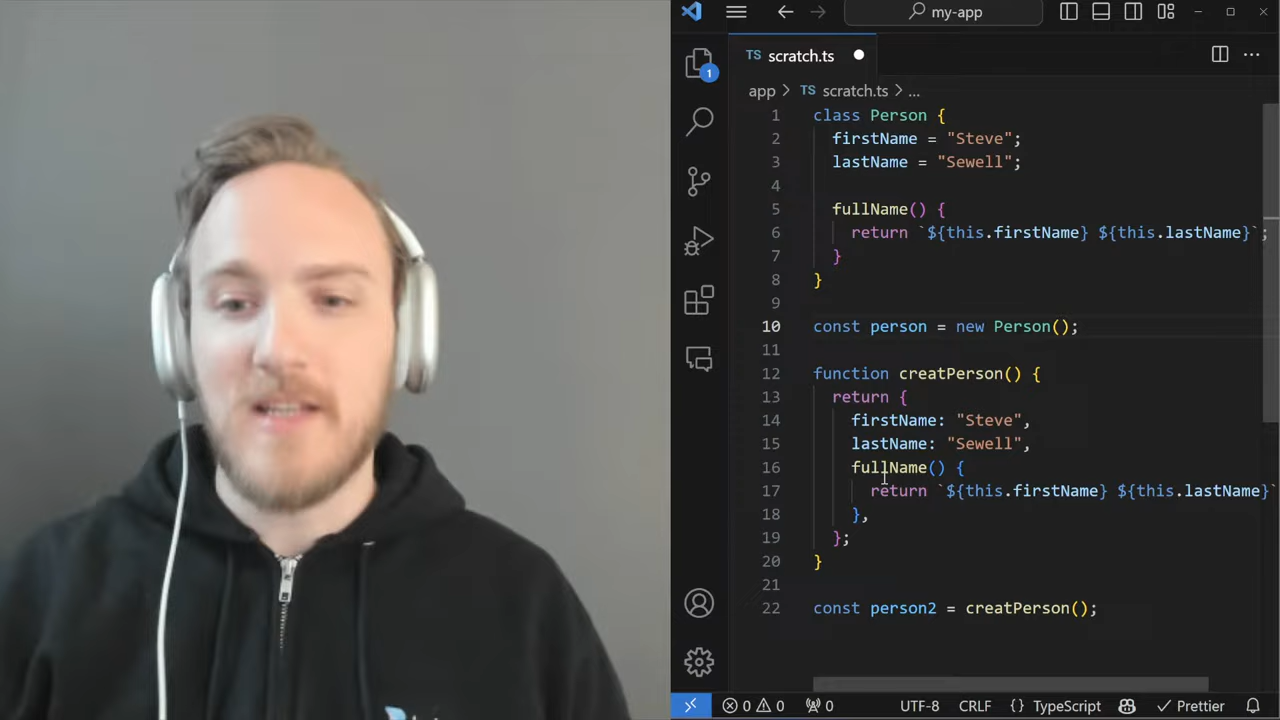 my-app
TS scratch.ts
1
app > TS scratch.ts > ...
1 class Person {
2 firstName = "Steve";
3 lastName = "Sewell";
4
5 fullName() {
6 return `${this.firstName} ${this.lastName}`;
7 }
8 }
9
10 const person = new Person();
11
12 function creatPerson() {
13 return {
14 firstName: "Steve",
15 lastName: "Sewell",
16 fullName() {
17 return `${this.firstName} ${this.lastName}`
18 },
19 };
20 }
21
22 const person2 = creatPerson();
0 0 0 UTF-8 CRLF {} TypeScript Prettier